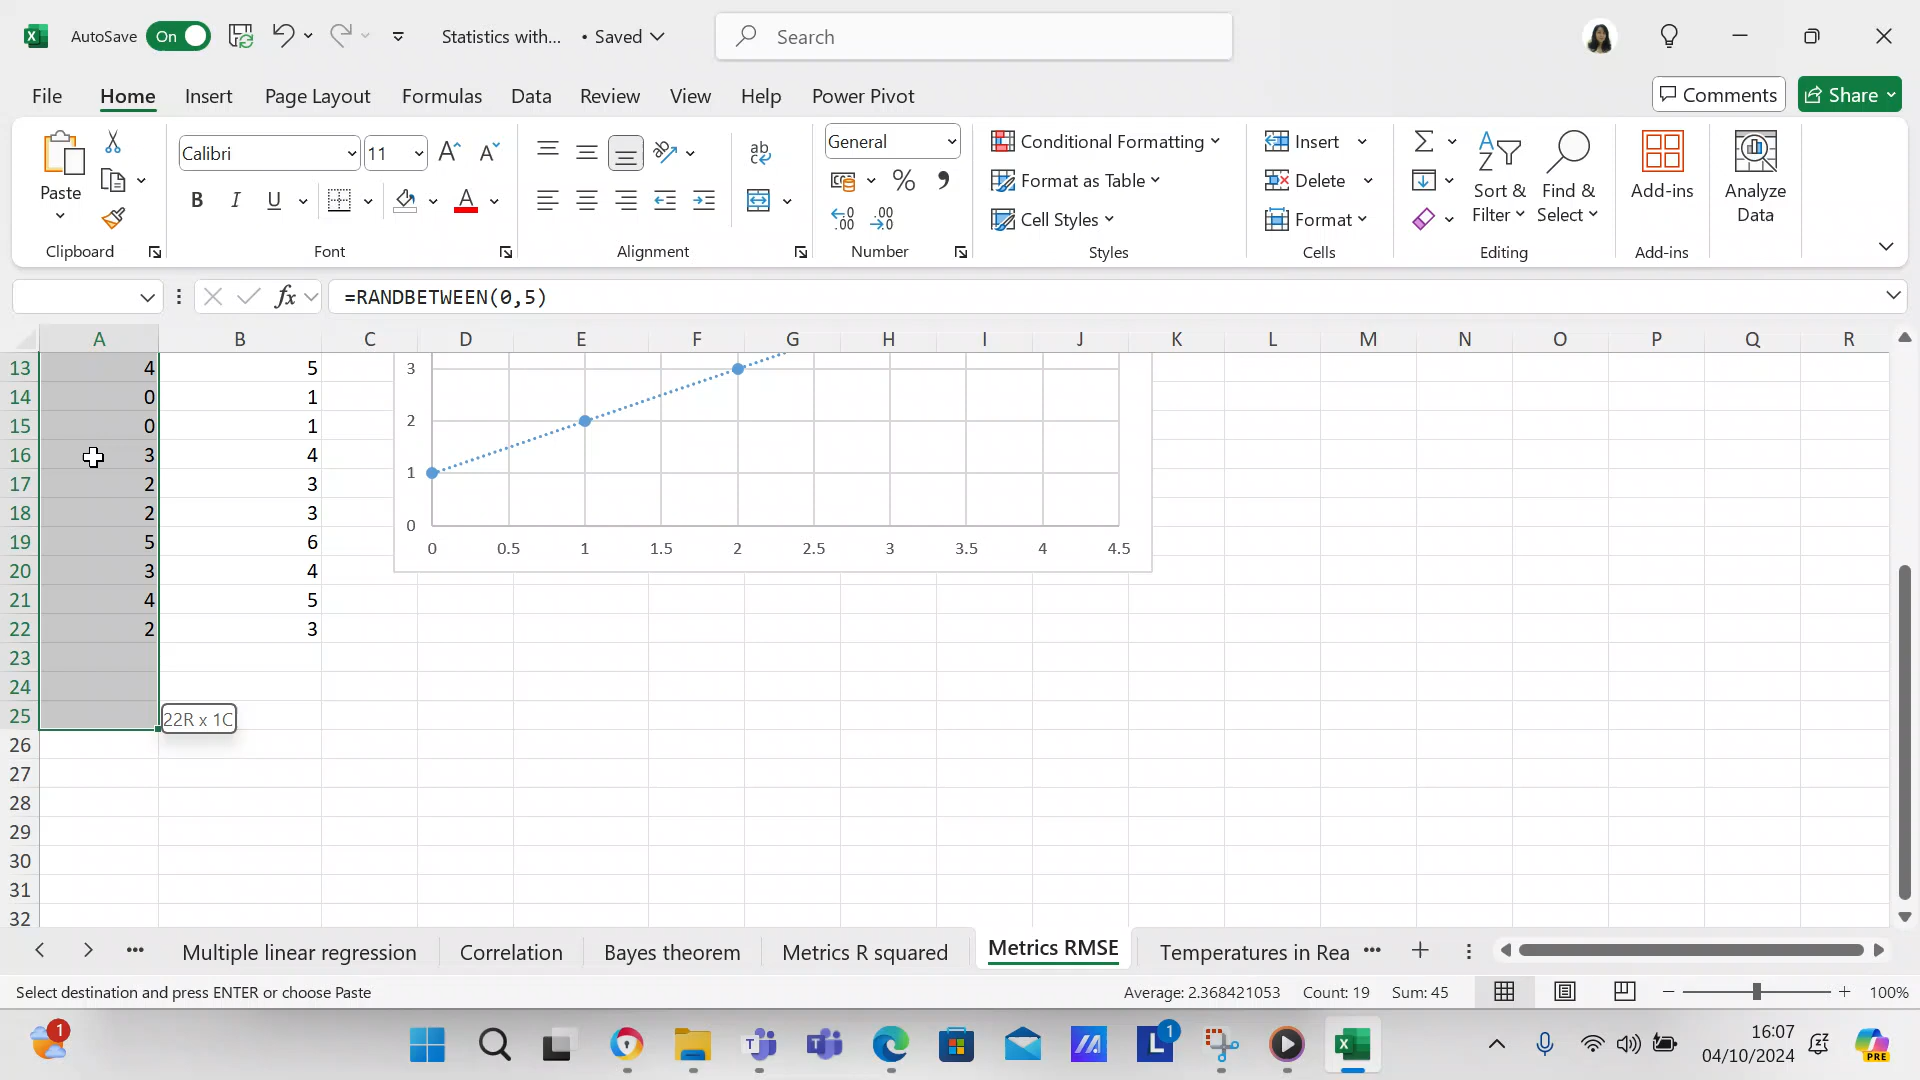 AutoSave On Statistics with... • Saved Search
File Home Insert Page Layout Formulas Data Review View Help Power Pivot Comments Share
Paste Calibri 11 General Conditional Formatting Insert
B I U Format as Table Delete Sort & Filter Find & Select Add-ins Analyze Data
Cell Styles Format
Clipboard Font Alignment Number Styles Cells Editing Add-ins
fx =RANDBETWEEN(0,5)
A B C D E F G H I J K L M N O P Q R
13 4 5 3
14 0 1
15 0 1 2
16 3 4
17 2 3 1
18 2 3
19 5 6 0
0 0.5 1 1.5 2 2.5 3 3.5 4 4.5
20 3 4
21 4 5
22 2 3
23
24
25 22R x 1C
26
27
28
29
30
31
32
Multiple linear regression Correlation Bayes theorem Metrics R squared Metrics RMSE Temperatures in Rea
Select destination and press ENTER or choose Paste Average: 2.368421053 Count: 19 Sum: 45 100%
1 1 16:07
04/10/2024 PRE